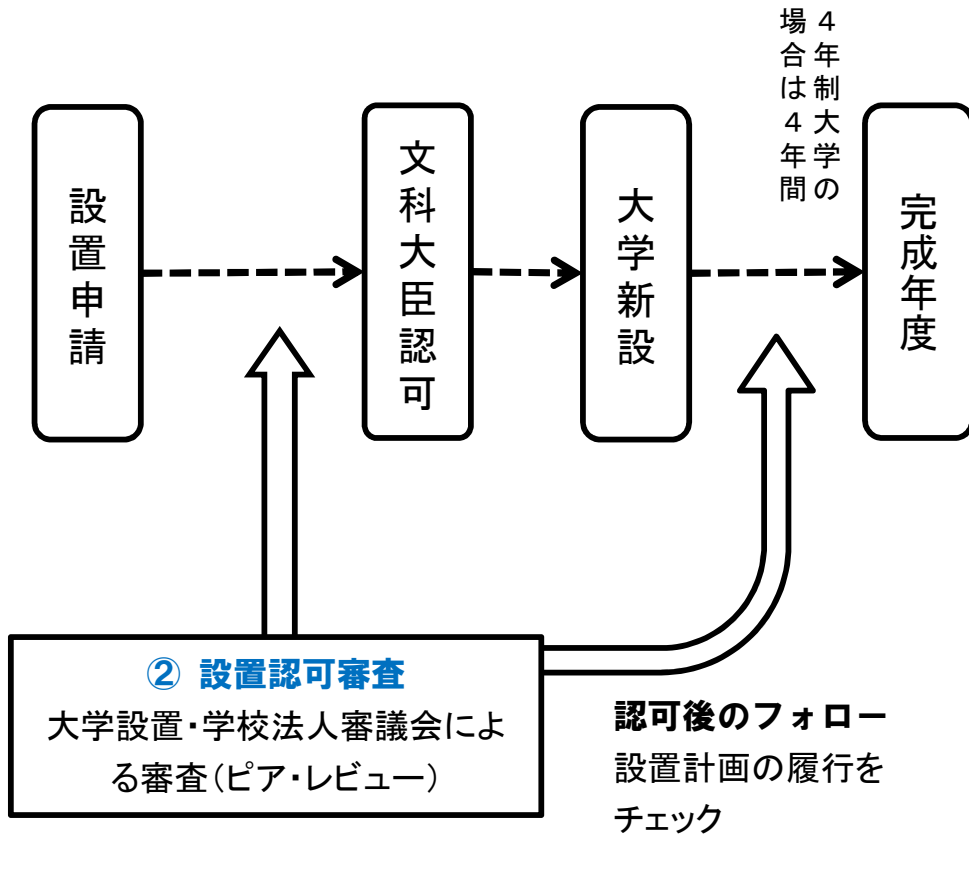 設置申請
文科大臣認可
大学新設
４年制大学の
場合は４年間
完成年度
② 設置認可審査
大学設置・学校法人審議会によ
る審査（ピア・レビュー）
認可後のフォロー
設置計画の履行を
チェック